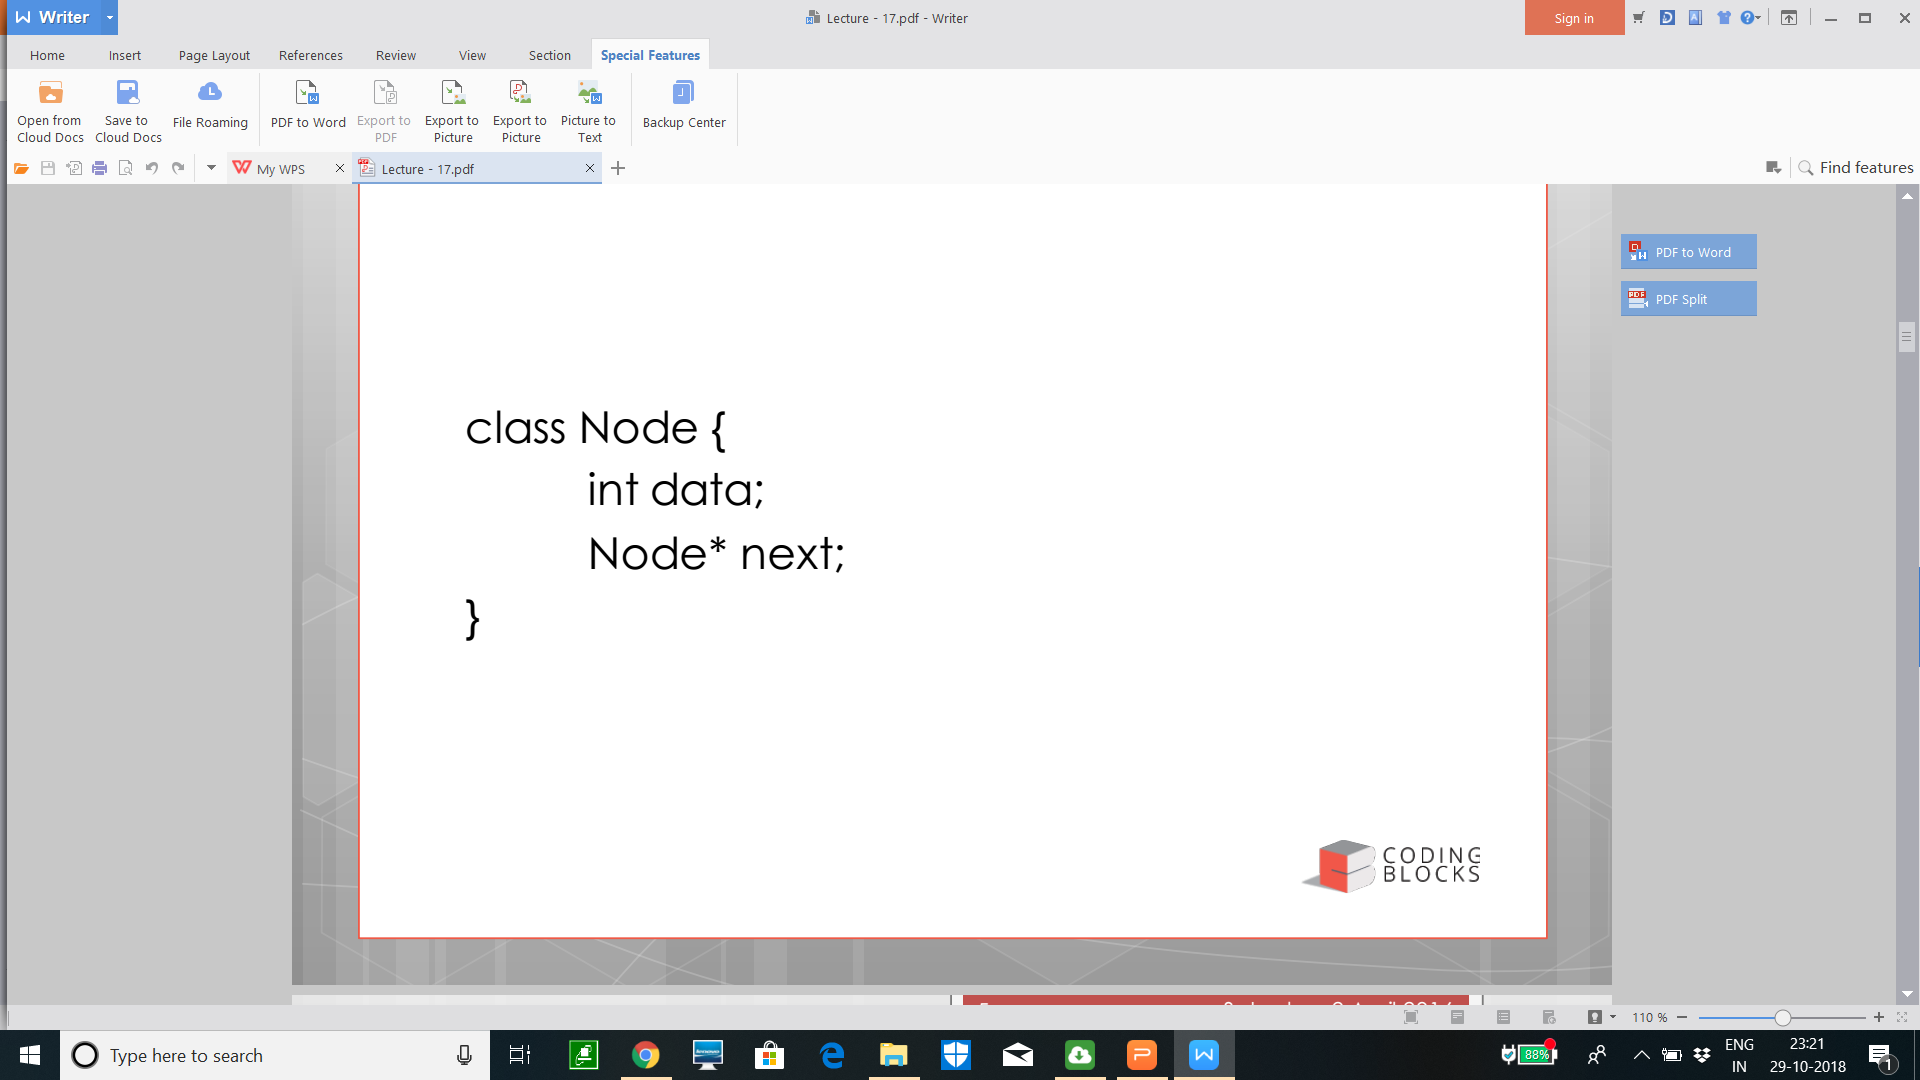 Writer
Lecture - 17.pdf - Writer
Sign in
Home Insert Page Layout References Review View Section Special Features
Open from Cloud Docs
Save to Cloud Docs
File Roaming
PDF to Word
Export to PDF
Export to Picture
Export to Picture
Picture to Text
Backup Center
My WPS
Lecture - 17.pdf
Find features
PDF to Word
PDF Split
class Node {
int data;
Node* next;
}
CODING
BLOCKS
110 %
Type here to search
88%
ENG
IN
23:21
29-10-2018
1